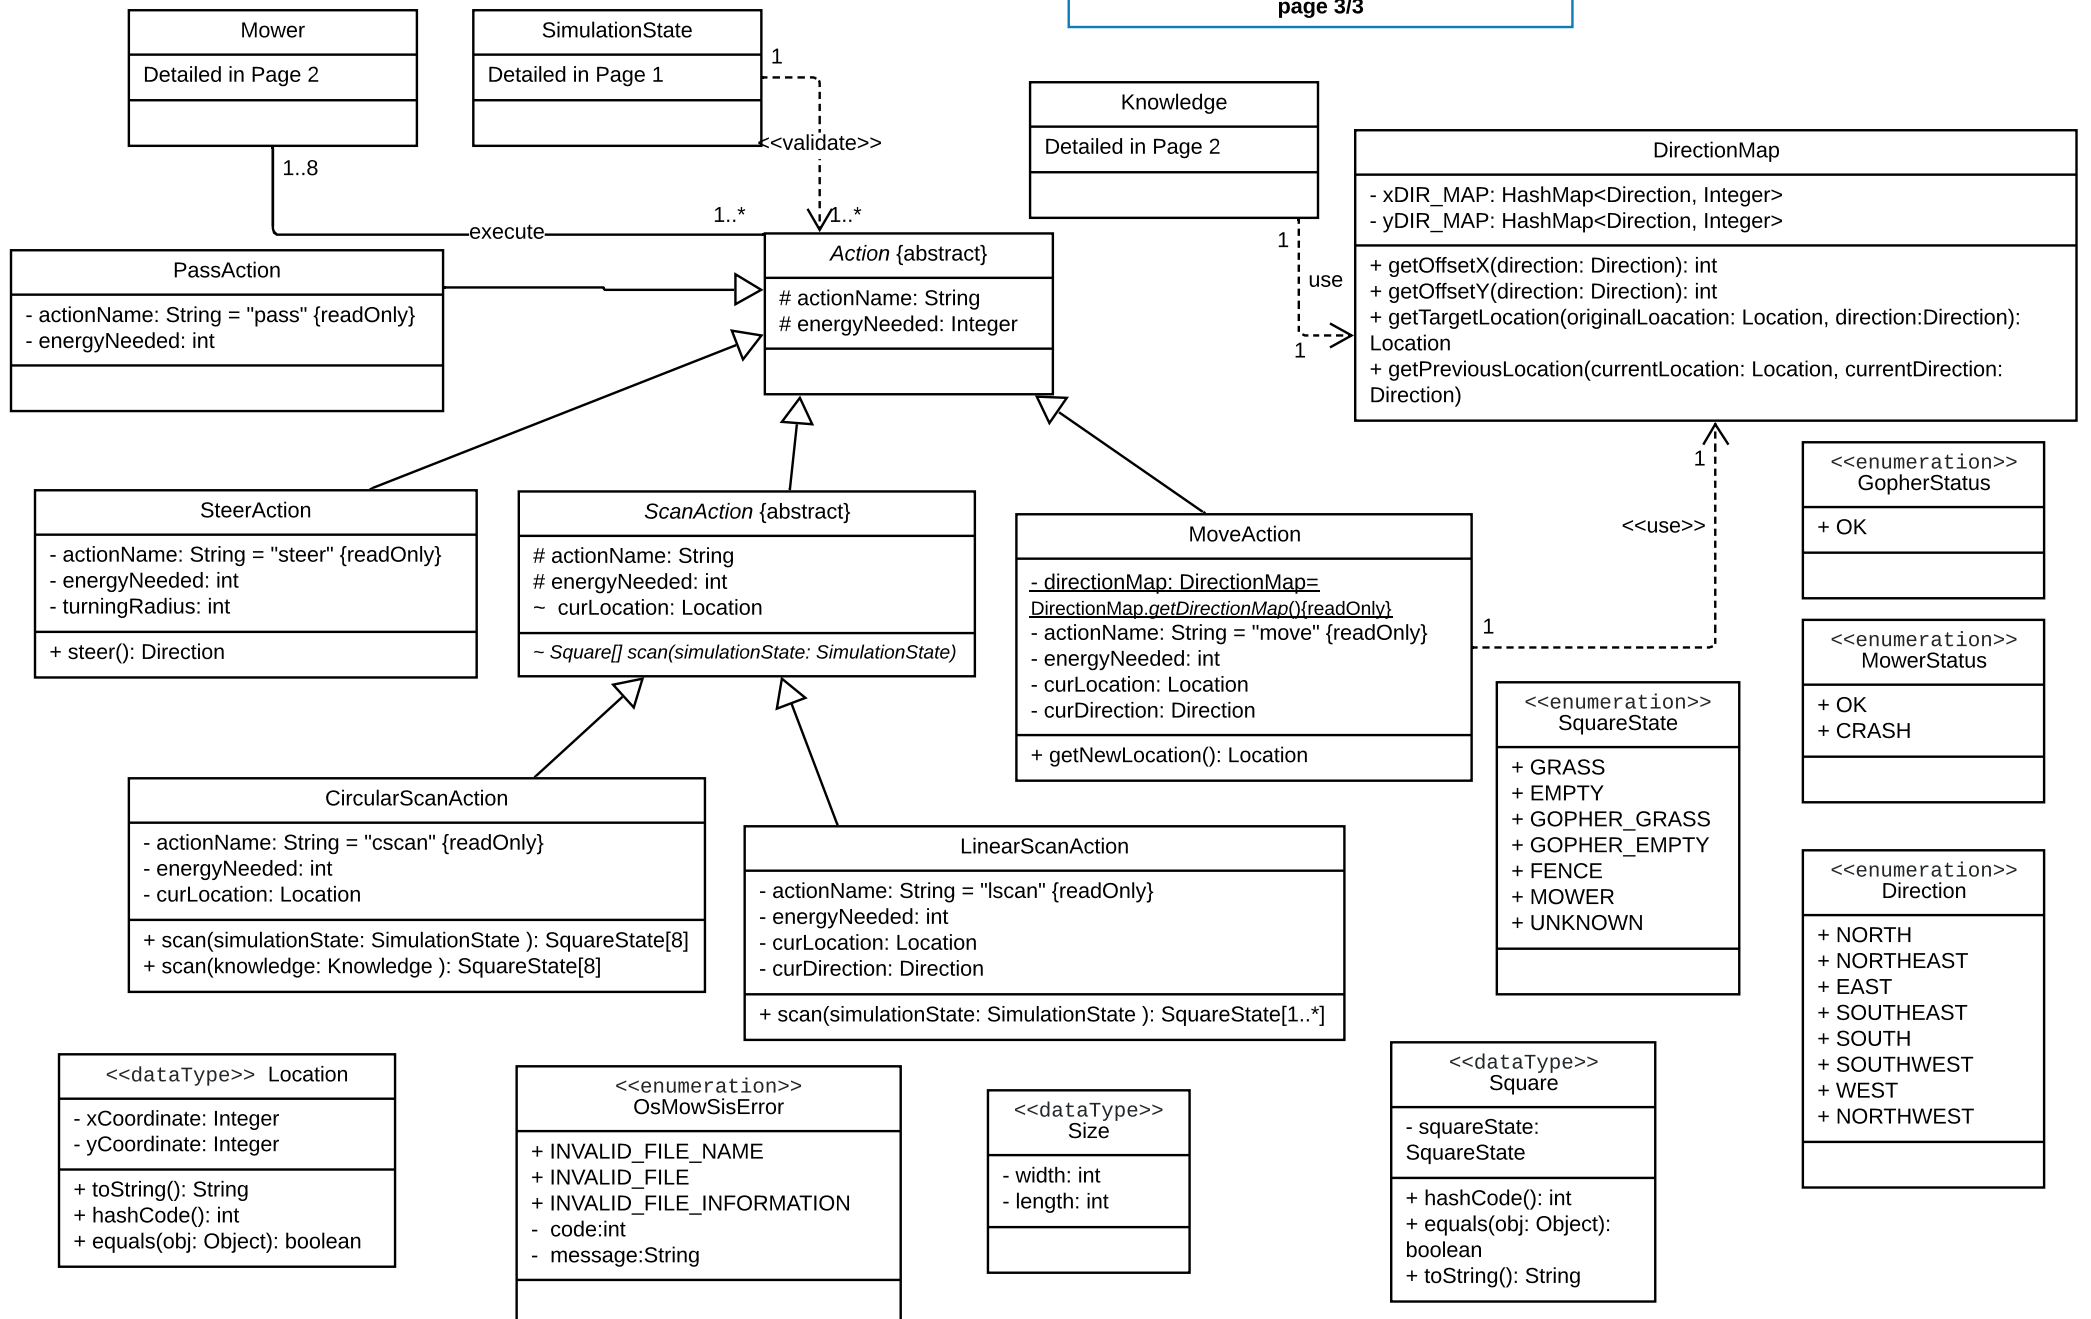 page 3/3
Mower
Detailed in Page 2
SimulationState
Detailed in Page 1
1
<<validate>>
1..8
1..*
1..*
execute
Knowledge
Detailed in Page 2
1
use
1
DirectionMap
- xDIR_MAP: HashMap<Direction, Integer>
- yDIR_MAP: HashMap<Direction, Integer>
+ getOffsetX(direction: Direction): int
+ getOffsetY(direction: Direction): int
+ getTargetLocation(originalLoacation: Location, direction:Direction):
Location
+ getPreviousLocation(currentLocation: Location, currentDirection:
Direction)
PassAction
- actionName: String = "pass" {readOnly}
- energyNeeded: int
Action {abstract}
# actionName: String
# energyNeeded: Integer
SteerAction
- actionName: String = "steer" {readOnly}
- energyNeeded: int
- turningRadius: int
+ steer(): Direction
ScanAction {abstract}
# actionName: String
# energyNeeded: int
~  curLocation: Location
~ Square[] scan(simulationState: SimulationState)
MoveAction
- directionMap: DirectionMap=
DirectionMap.getDirectionMap(){readOnly}
- actionName: String = "move" {readOnly}
- energyNeeded: int
- curLocation: Location
- curDirection: Direction
+ getNewLocation(): Location
1
<<use>>
1
<<enumeration>>
GopherStatus
+ OK
<<enumeration>>
MowerStatus
+ OK
+ CRASH
<<enumeration>>
SquareState
+ GRASS
+ EMPTY
+ GOPHER_GRASS
+ GOPHER_EMPTY
+ FENCE
+ MOWER
+ UNKNOWN
<<enumeration>>
Direction
+ NORTH
+ NORTHEAST
+ EAST
+ SOUTHEAST
+ SOUTH
+ SOUTHWEST
+ WEST
+ NORTHWEST
CircularScanAction
- actionName: String = "cscan" {readOnly}
- energyNeeded: int
- curLocation: Location
+ scan(simulationState: SimulationState ): SquareState[8]
+ scan(knowledge: Knowledge ): SquareState[8]
LinearScanAction
- actionName: String = "lscan" {readOnly}
- energyNeeded: int
- curLocation: Location
- curDirection: Direction
+ scan(simulationState: SimulationState ): SquareState[1..*]
<<dataType>> Location
- xCoordinate: Integer
- yCoordinate: Integer
+ toString(): String
+ hashCode(): int
+ equals(obj: Object): boolean
<<enumeration>>
OsMowSisError
+ INVALID_FILE_NAME
+ INVALID_FILE
+ INVALID_FILE_INFORMATION
-  code:int
-  message:String
<<dataType>>
Size
- width: int
- length: int
<<dataType>>
Square
- squareState:
SquareState
+ hashCode(): int
+ equals(obj: Object):
boolean
+ toString(): String